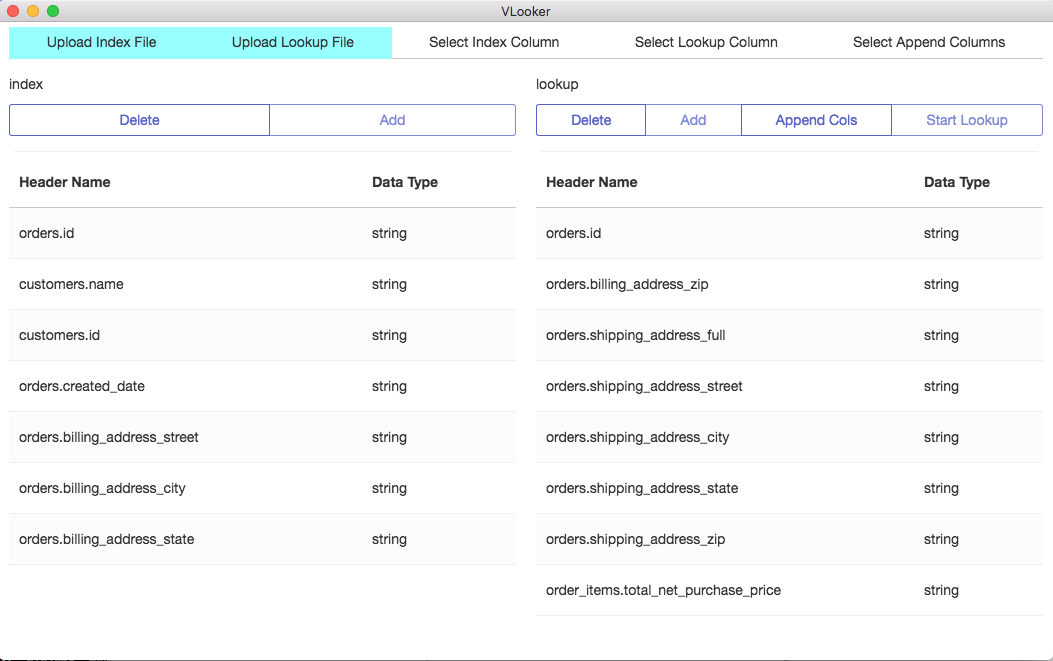 VLooker
Upload Index File Upload Lookup File Select Index Column Select Lookup Column Select Append Columns
index
Delete Add
Header Name Data Type
orders.id string
customers.name string
customers.id string
orders.created_date string
orders.billing_address_street string
orders.billing_address_city string
orders.billing_address_state string
lookup
Delete Add Append Cols Start Lookup
Header Name Data Type
orders.id string
orders.billing_address_zip string
orders.shipping_address_full string
orders.shipping_address_street string
orders.shipping_address_city string
orders.shipping_address_state string
orders.shipping_address_zip string
order_items.total_net_purchase_price string